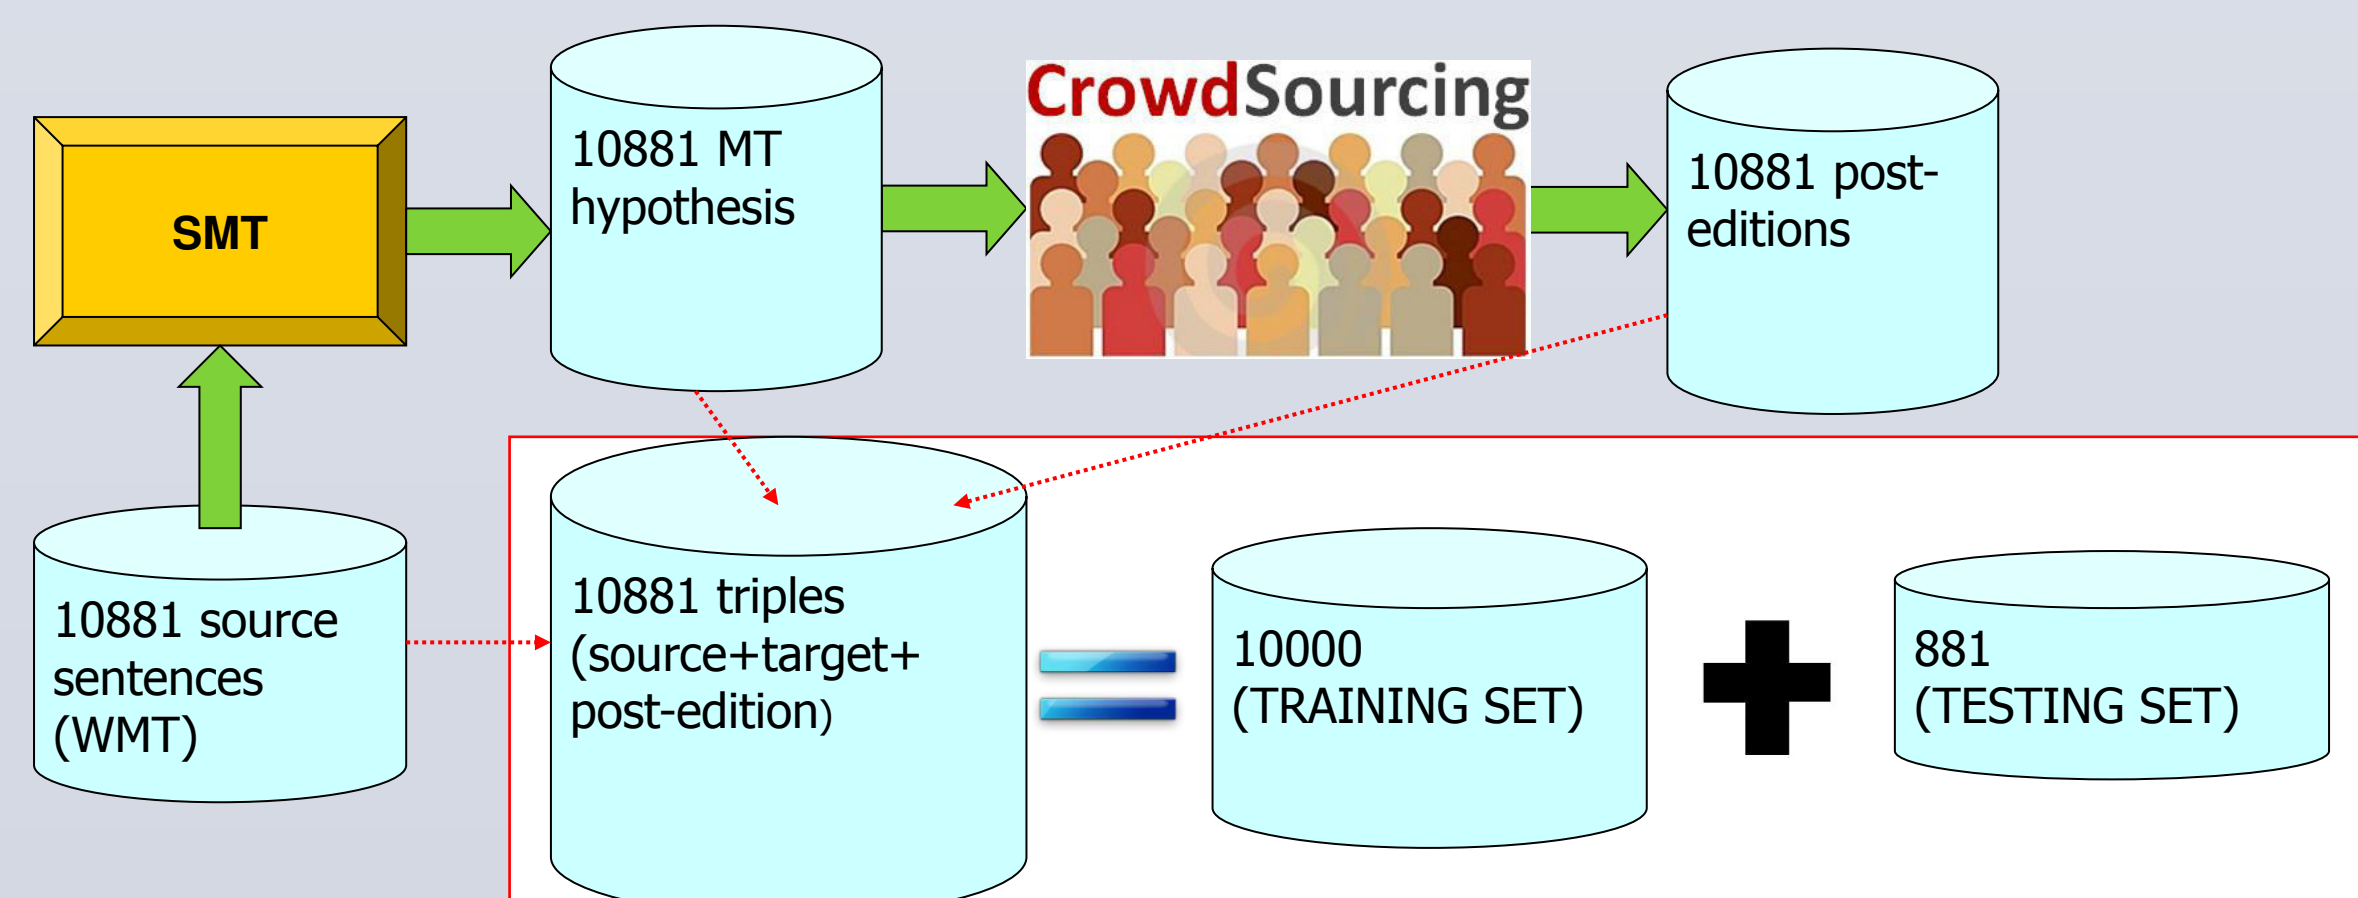 SMT
10881 MT
hypothesis
CrowdSourcing
10881 post-
editions
10881 source
sentences
(WMT)
10881 triples
(source+target+
post-edition)
10000
(TRAINING SET)
881
(TESTING SET)